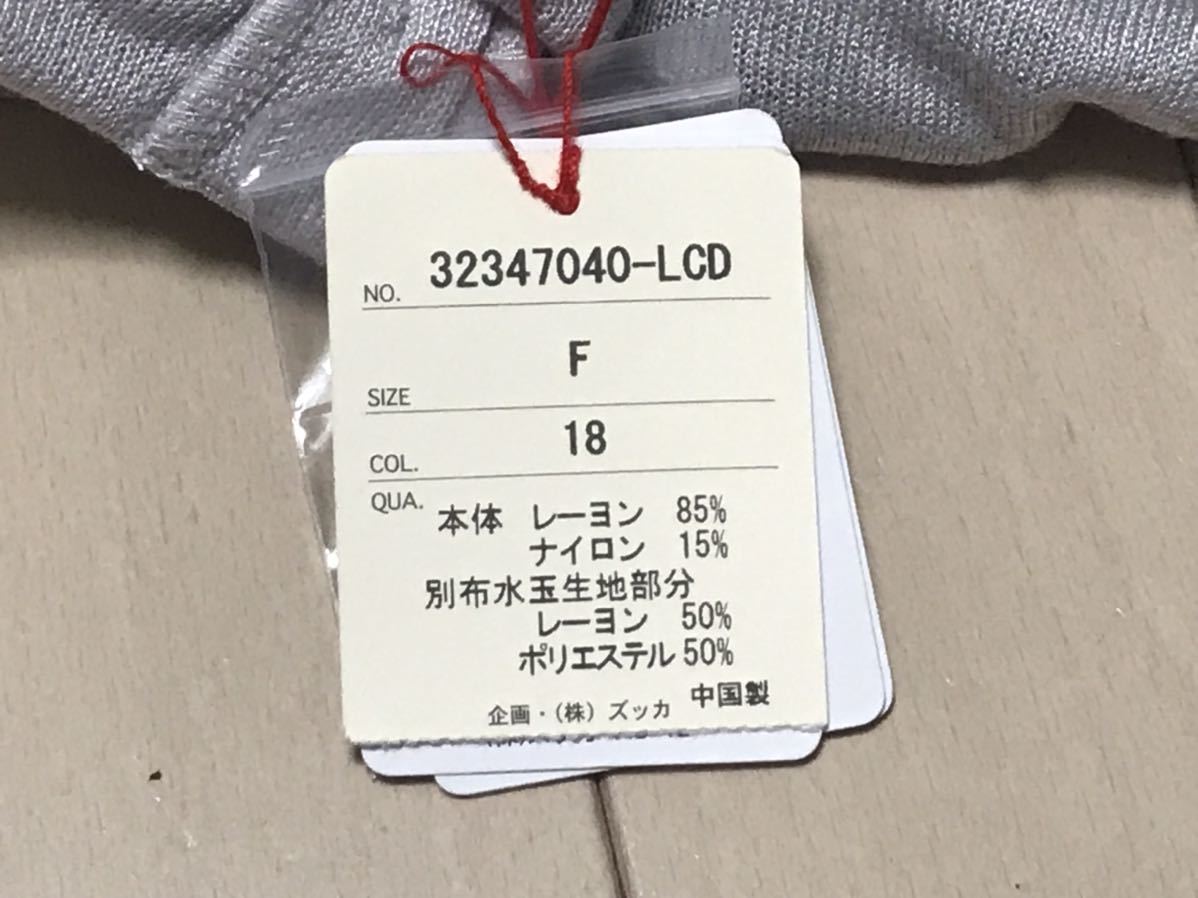 NO. 32347040-LCD
SIZE F
COL. 18
QUA. 本体 レーヨン 85%
ナイロン 15%
別布水玉生地部分
レーヨン 50%
ポリエステル 50%
中国製
企画・(株) ズッカ